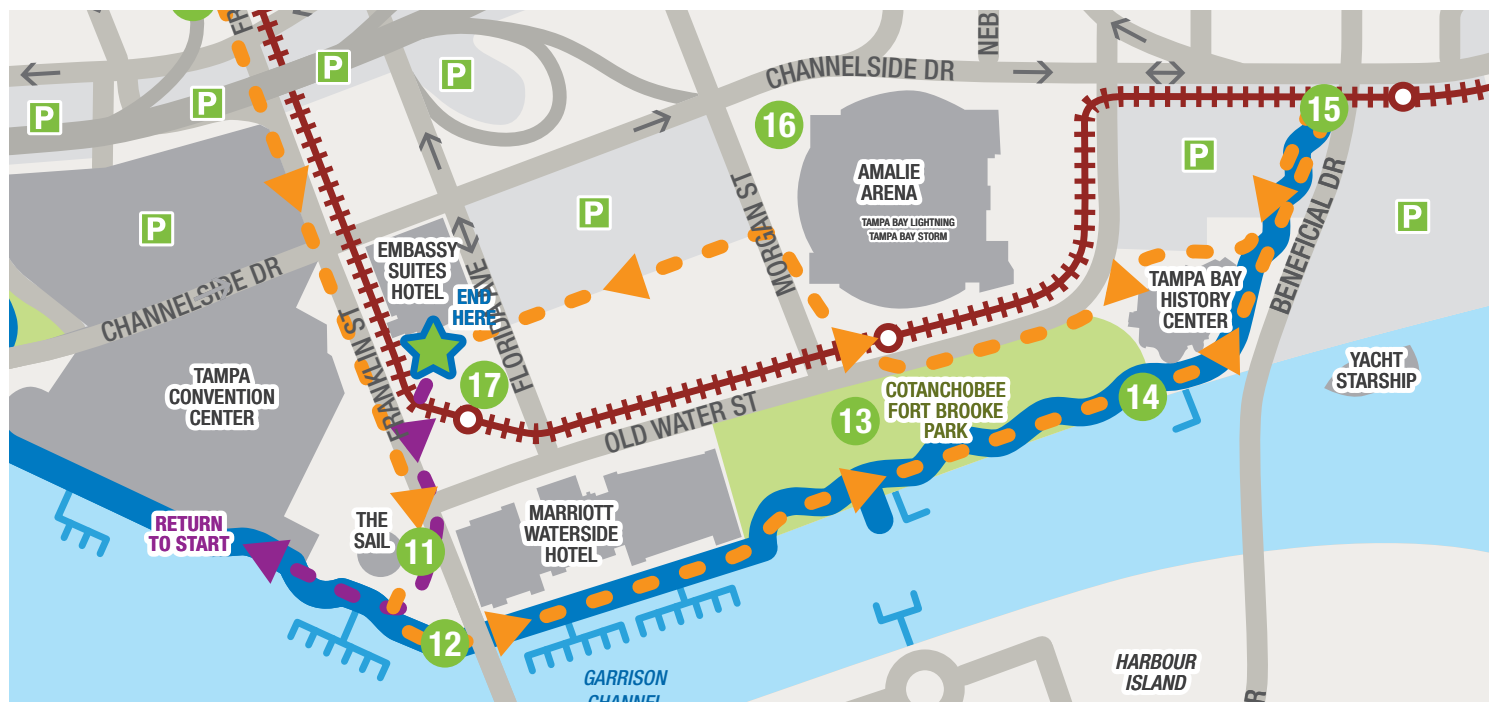 FR
P
P
P
P
CHANNELSIDE DR
NEB
16
15
AMALIE
ARENA
TAMPA BAY LIGHTNING
TAMPA BAY STORM
P
P
P
P
MORGAN ST
BENEFICIAL DR
EMBASSY
SUITES
HOTEL
FLORIDA AVE
END
HERE
CHANNELSIDE DR
TAMPA BAY
HISTORY
CENTER
FRANKLIN ST
FLORIDA
YACHT
STARSHIP
TAMPA
CONVENTION
CENTER
17
COTANCHOBEE
FORT BROOKE
PARK
13
14
OLD WATER ST
RETURN
TO START
THE
SAIL
11
MARRIOTT
WATERSIDE
HOTEL
12
GARRISON
CHANNEL
HARBOUR
ISLAND
R